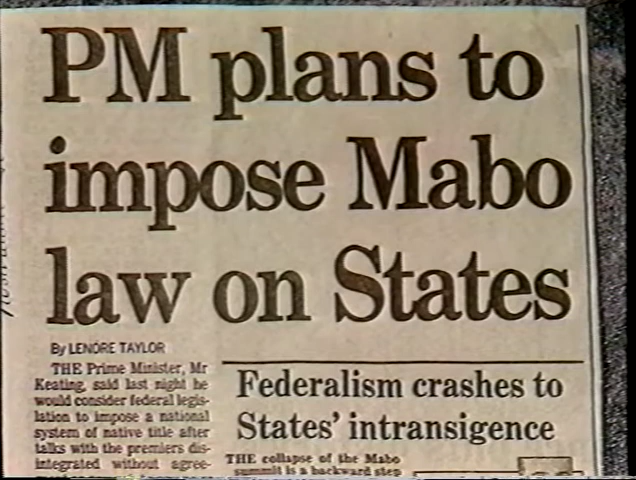 PM plans to
impose Mabo
law on States
By LENORE TAYLOR
THE Prime Minister, Mr
Keating, said last night he
would consider federal legis-
lation to impose a national
system of native title after
talks with the premiers dis-
integrated without agree-
Federalism crashes to
States' intransigence
THE collapse of the Mabo
summit is a backward step